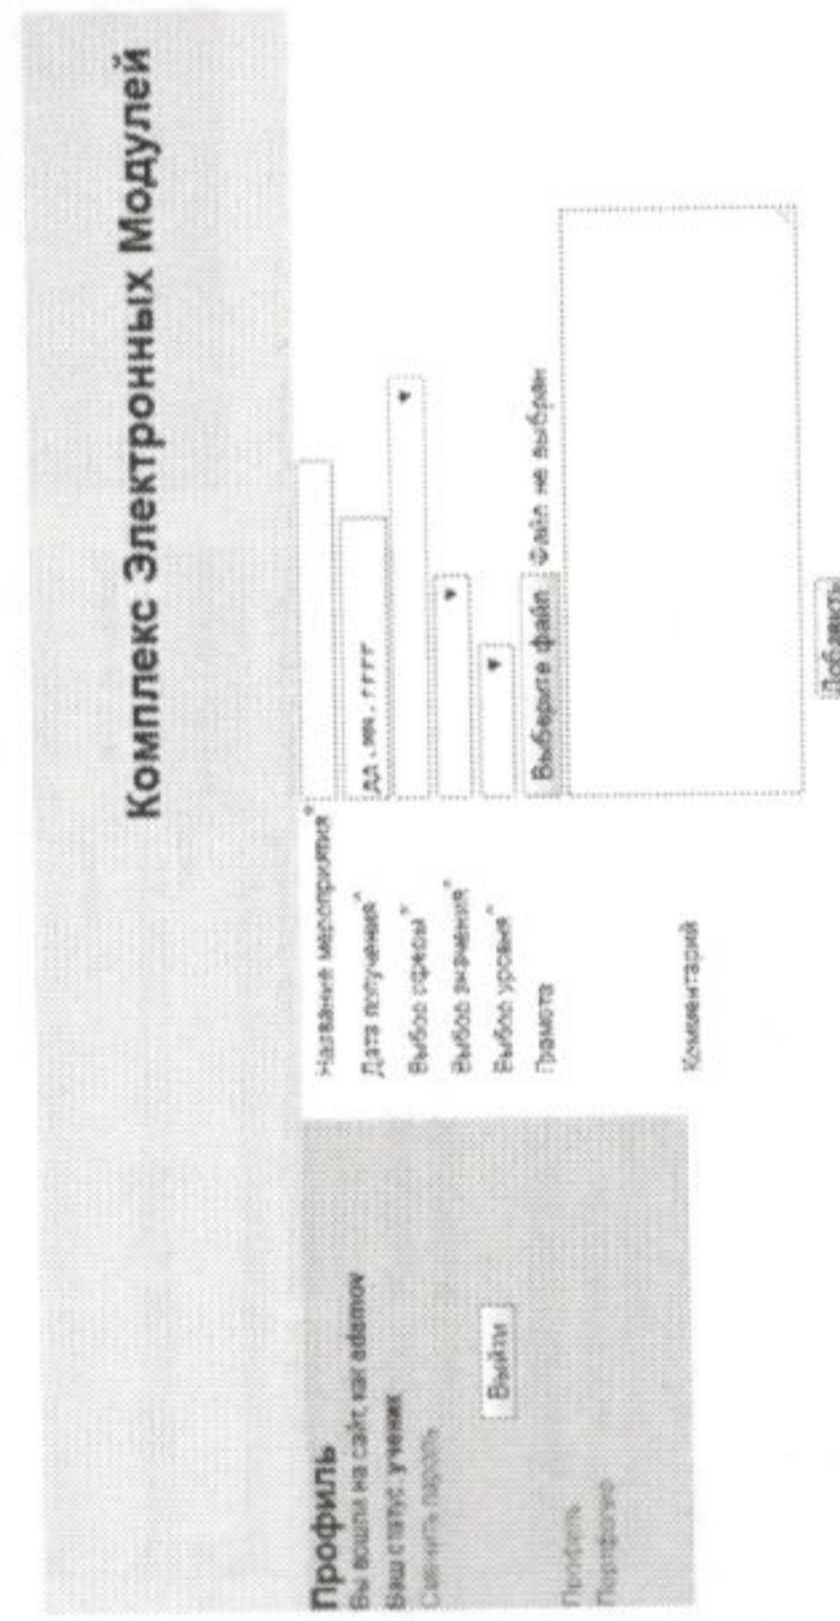 Комплекс Электронных Модулей
Профиль
Вы вошли на сайт, как adamov
Ваш статус: ученик
Сменить пароль
Выйти
Профиль
Портфолио
Название мероприятия*
Дата получения*
дд.мм.гггг
Выбор сферы*
Выбор значения*
Выбор уровня*
Грамота
Выберите файл Файл не выбран
Комментарий
Добавить